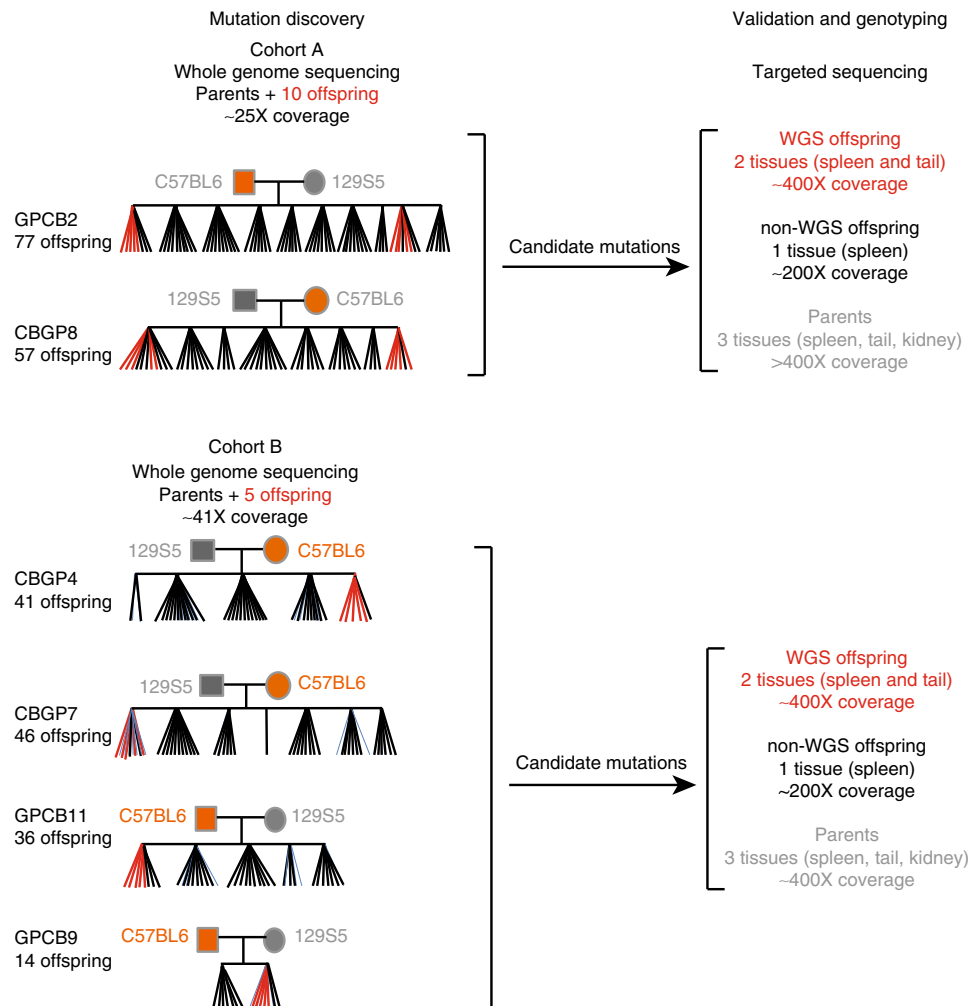 Mutation discovery
Validation and genotyping
Cohort A
Whole genome sequencing
Parents + 10 offspring
~25X coverage
Targeted sequencing
C57BL6
129S5
GPCB2
77 offspring
129S5
C57BL6
CBGP8
57 offspring
Candidate mutations
WGS offspring
2 tissues (spleen and tail)
~400X coverage
non-WGS offspring
1 tissue (spleen)
~200X coverage
Parents
3 tissues (spleen, tail, kidney)
>400X coverage
Cohort B
Whole genome sequencing
Parents + 5 offspring
~41X coverage
129S5
C57BL6
CBGP4
41 offspring
129S5
C57BL6
CBGP7
46 offspring
C57BL6
129S5
GPCB11
36 offspring
C57BL6
129S5
GPCB9
14 offspring
Candidate mutations
WGS offspring
2 tissues (spleen and tail)
~400X coverage
non-WGS offspring
1 tissue (spleen)
~200X coverage
Parents
3 tissues (spleen, tail, kidney)
~400X coverage